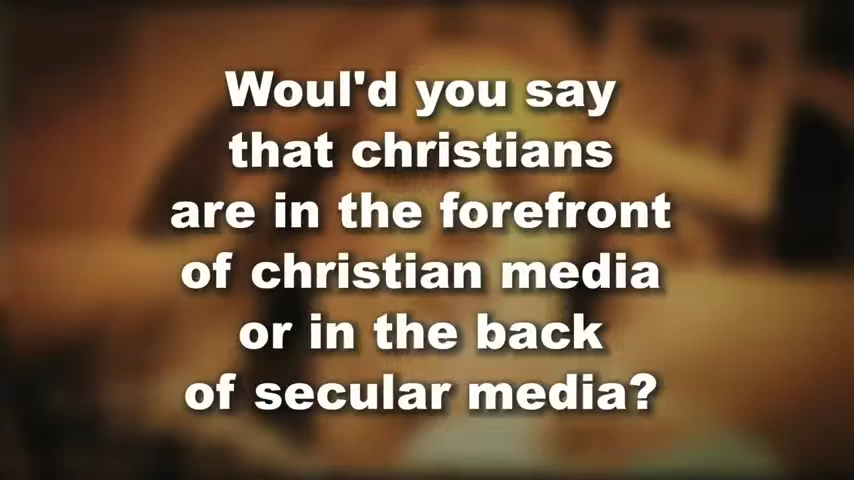 Woul'd you say
that christians
are in the forefront
of christian media
or in the back
of secular media?